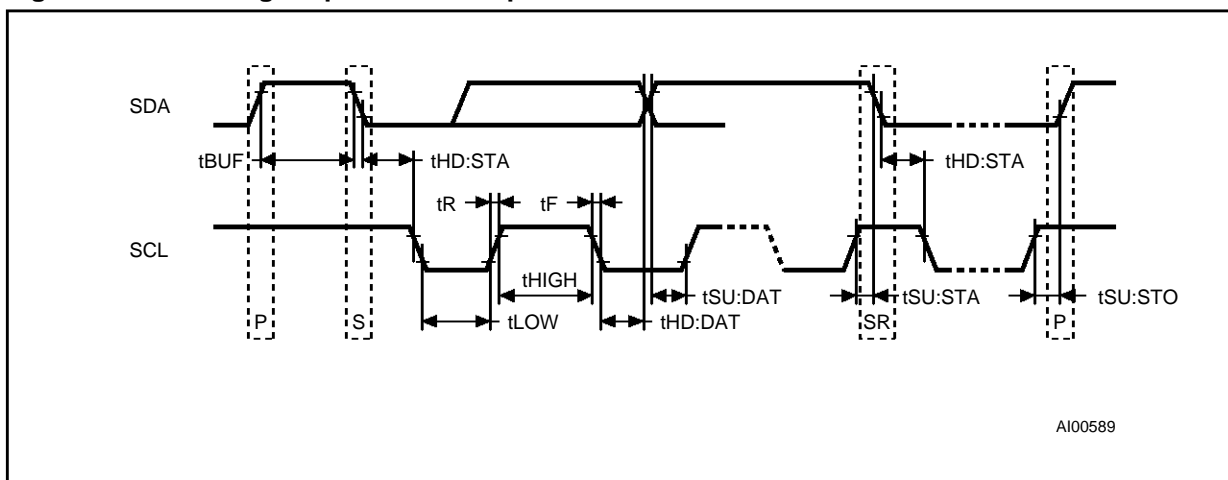 SDA
tBUF
tHD:STA
tHD:STA
tR
tF
SCL
tHIGH
tSU:DAT
tSU:STA
tSU:STO
P
S
tLOW
tHD:DAT
SR
P
AI00589